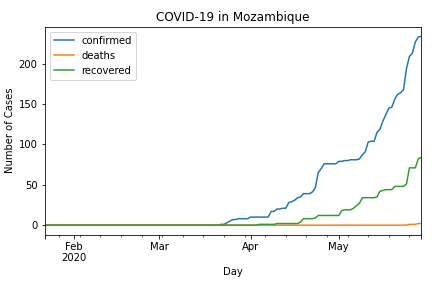 COVID-19 in Mozambique
confirmed
deaths
recovered
Number of Cases
200
150
100
50
0
Feb
2020
Mar
Apr
May
Day